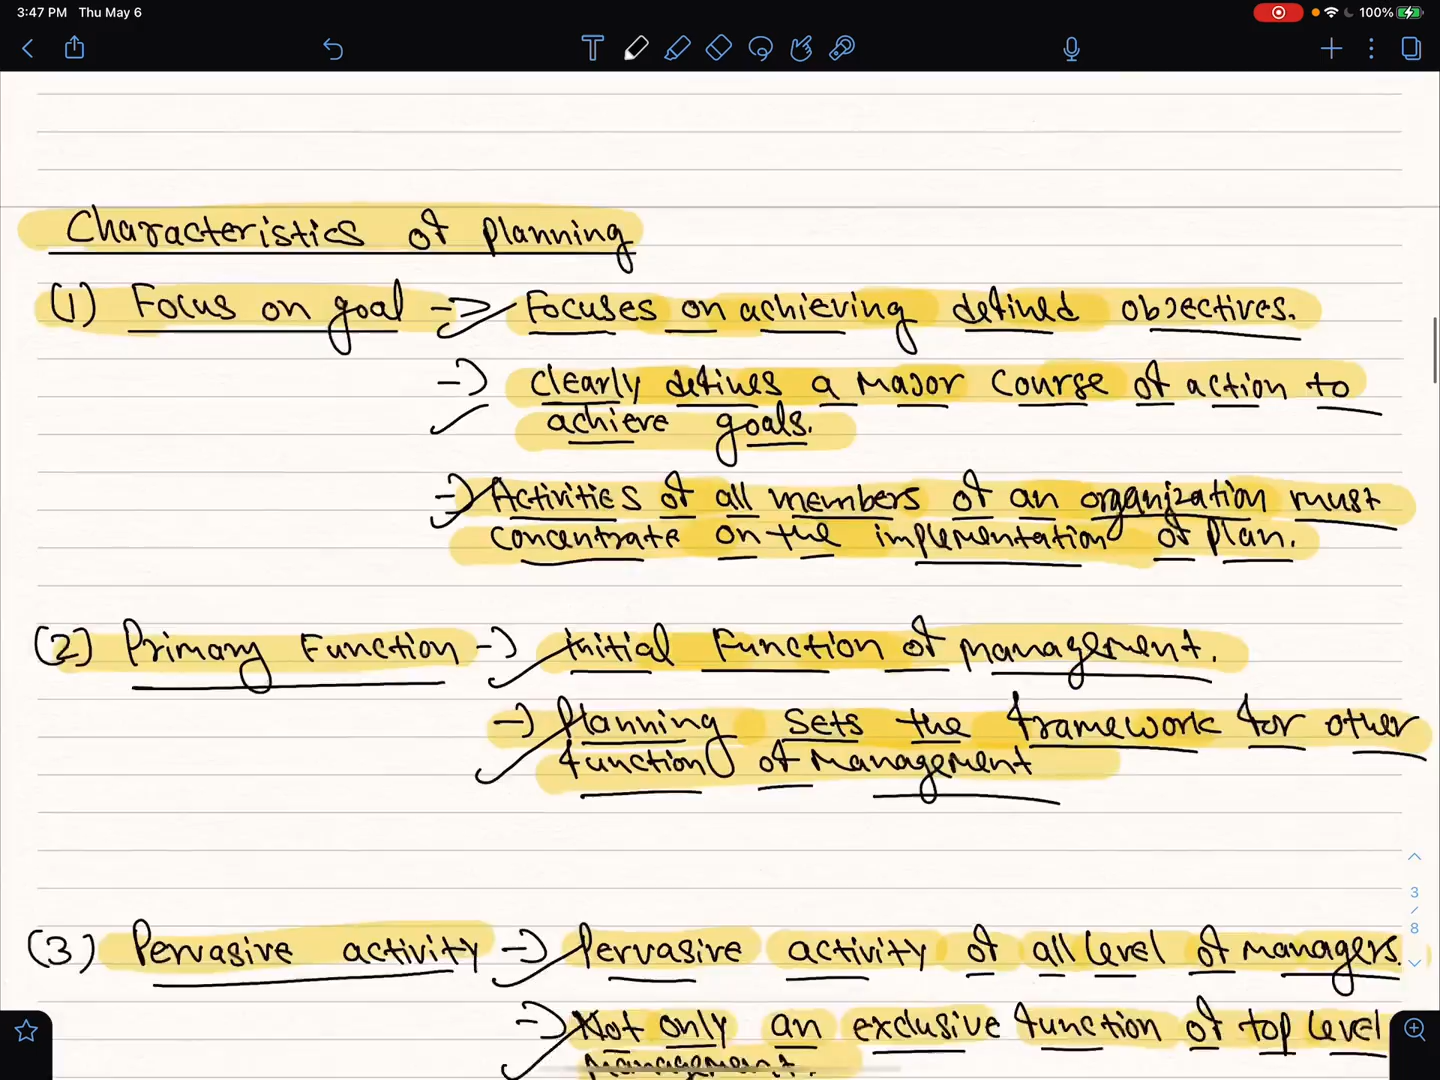 3:47 PM Thu May 6
100%
Characteristics of planning
(1) Focus on goal -> Focuses on achieving defined objectives.
-> clearly defines a major course of action to
achieve goals.
-> Activities of all members of an organization must
concentrate on the implementation of plan.
(2) Primary Function -> initial Function of management.
-> planning sets the framework for other
function of management
3
/
8
(3) Pervasive activity -> Pervasive activity of all level of managers.
-> Not only an exclusive function of top level
management.